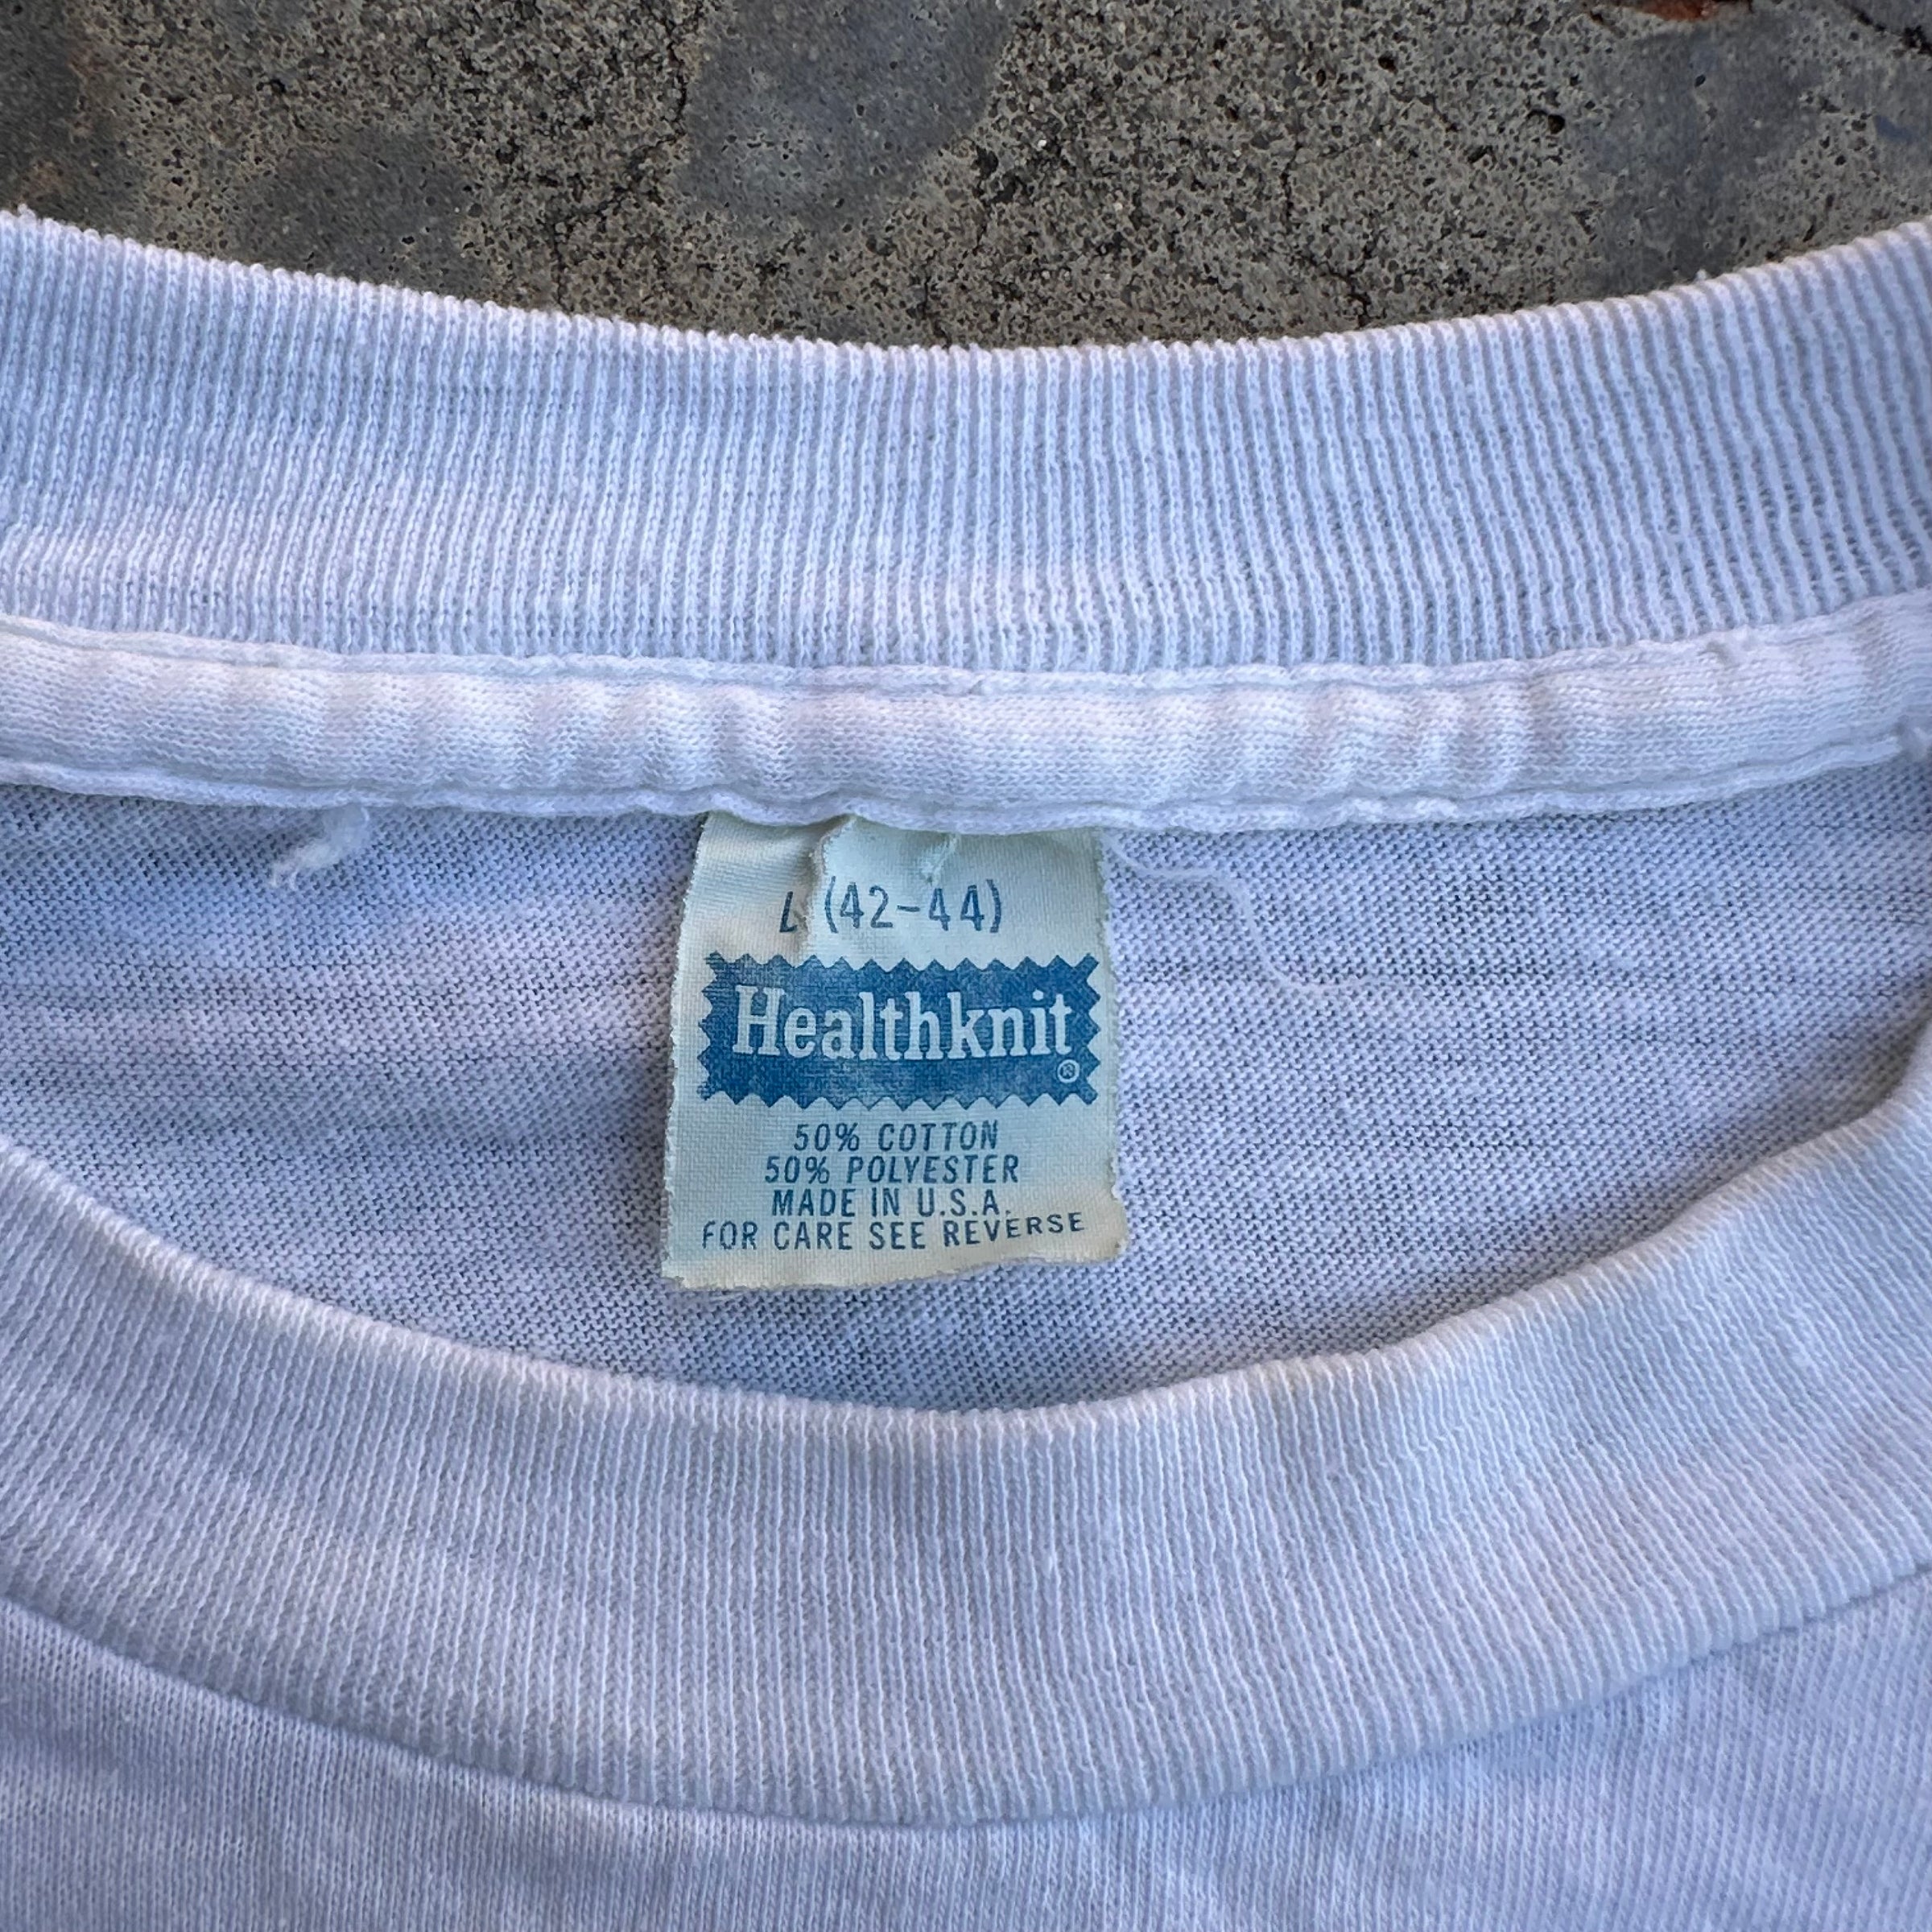 L (42-44)
Healthknit®
50% COTTON
50% POLYESTER
MADE IN U.S.A.
FOR CARE SEE REVERSE